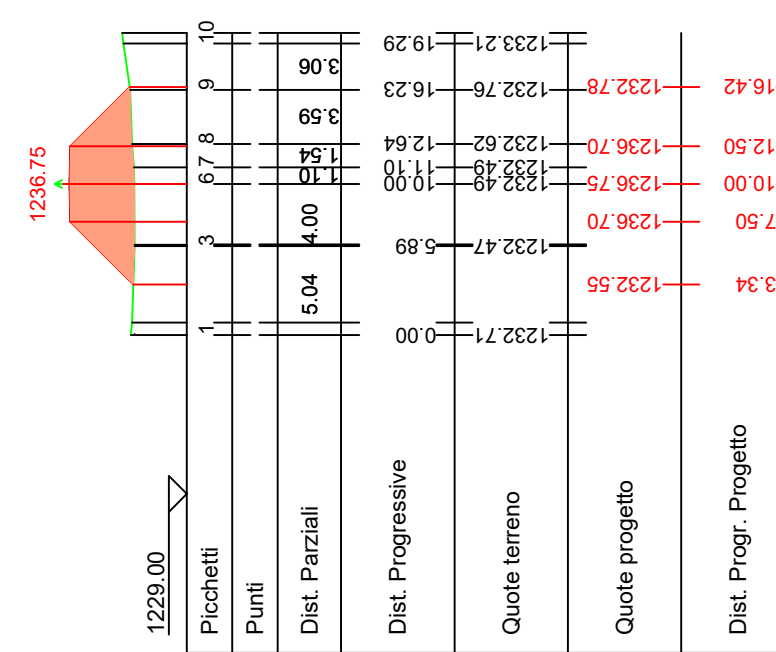 1236.75
1229.00
Picchetti 1 3 6 7 8 9 10
Punti
Dist. Parziali 5.04 4.00 1.10 1.54 3.59 3.06
Dist. Progressive 0.00 5.89 10.00 11.10 12.64 16.23 19.29
Quote terreno 1232.71 1232.47 1232.49 1232.49 1232.62 1232.76 1233.21
Quote progetto 1232.55 1236.70 1236.75 1236.70 1232.78
Dist. Progr. Progetto 3.34 7.50 10.00 12.50 16.42